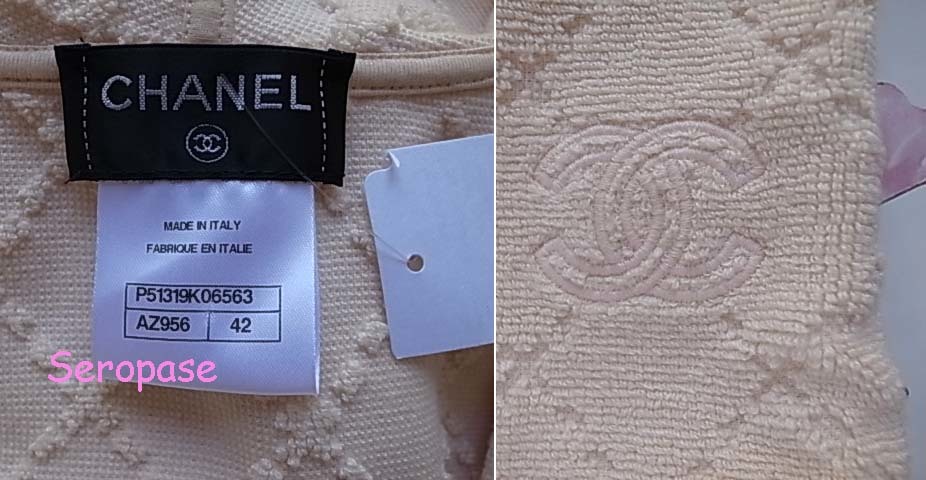 CHANEL
MADE IN ITALY
FABRIQUE EN ITALIE
P51319K06563
AZ956 42
Seropase